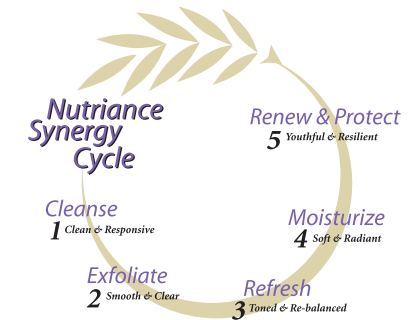 Nutriance
Synergy
Cycle
Cleanse
1 Clean & Responsive
Exfoliate
2 Smooth & Clear
Refresh
3 Toned & Re-balanced
Moisturize
4 Soft & Radiant
Renew & Protect
5 Youthful & Resilient